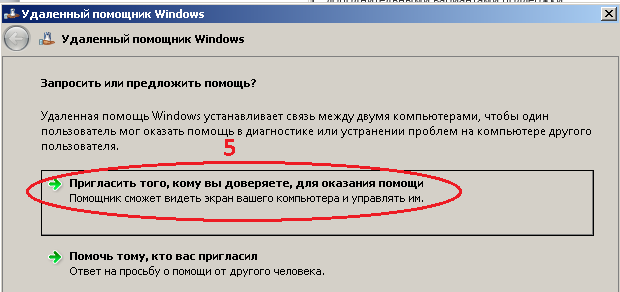 Удаленный помощник Windows
Удаленный помощник Windows
Запросить или предложить помощь?
Удаленная помощь Windows устанавливает связь между двумя компьютерами, чтобы один
пользователь мог оказать помощь в диагностике или устранении проблем на компьютере другого
пользователя.
5
Пригласить того, кому вы доверяете, для оказания помощи
Помощник сможет видеть экран вашего компьютера и управлять им.
Помочь тому, кто вас пригласил
Ответ на просьбу о помощи от другого человека.